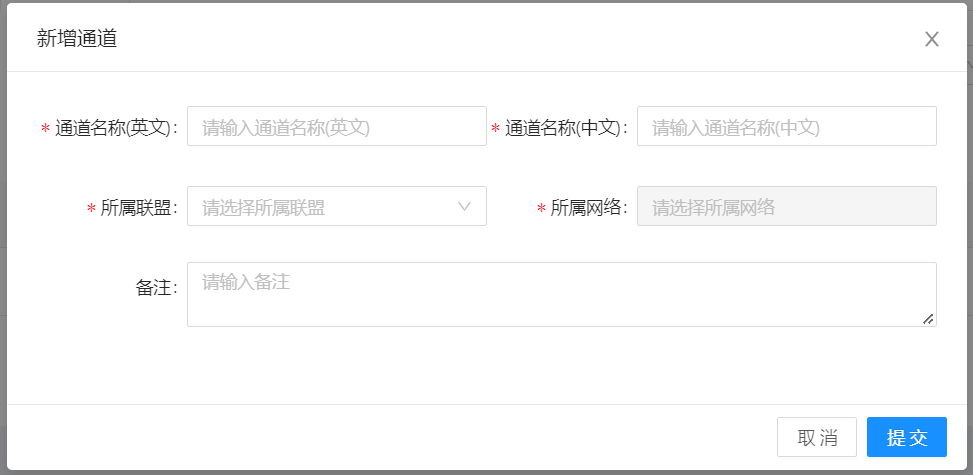 新增通道
* 通道名称(英文): 请输入通道名称(英文) * 通道名称(中文): 请输入通道名称(中文)
* 所属联盟: 请选择所属联盟 * 所属网络: 请选择所属网络
备注: 请输入备注
取消 提交